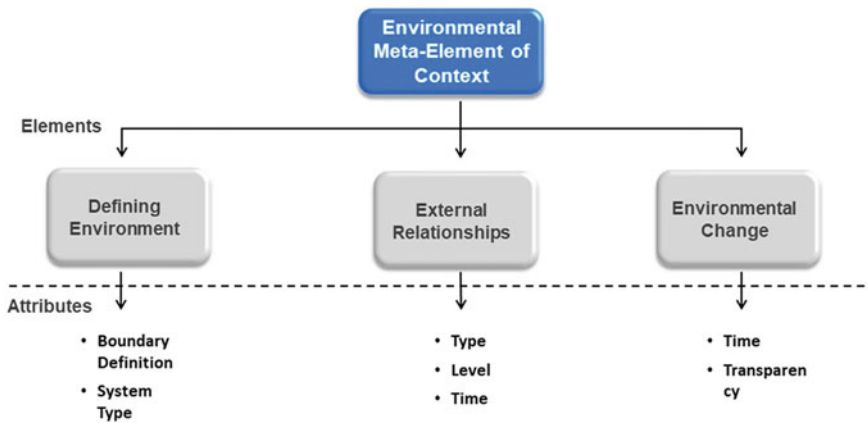 Environmental
Meta-Element of
Context
Elements
Defining
Environment
External
Relationships
Environmental
Change
Attributes
• Boundary
Definition
• System
Type
• Type
• Level
• Time
• Time
• Transparen
cy